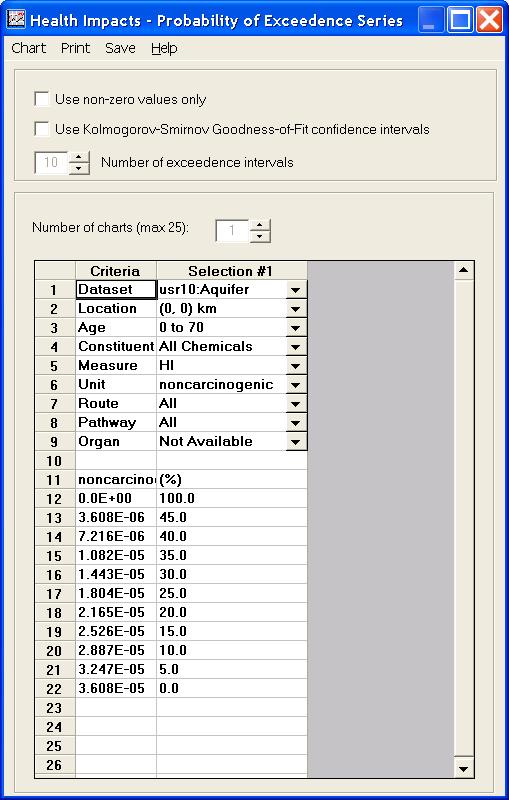 Health Impacts - Probability of Exceedence Series
Chart Print Save Help
Use non-zero values only
Use Kolmogorov-Smirnov Goodness-of-Fit confidence intervals
10 Number of exceedence intervals
Number of charts (max 25): 1
Criteria Selection #1
1 Dataset usr10:Aquifer
2 Location (0, 0) km
3 Age 0 to 70
4 Constituent All Chemicals
5 Measure HI
6 Unit noncarcinogenic
7 Route All
8 Pathway All
9 Organ Not Available
10
11 noncarcino (%)
12 0.0E+00 100.0
13 3.608E-06 45.0
14 7.216E-06 40.0
15 1.082E-05 35.0
16 1.443E-05 30.0
17 1.804E-05 25.0
18 2.165E-05 20.0
19 2.526E-05 15.0
20 2.887E-05 10.0
21 3.247E-05 5.0
22 3.608E-05 0.0
23
24
25
26